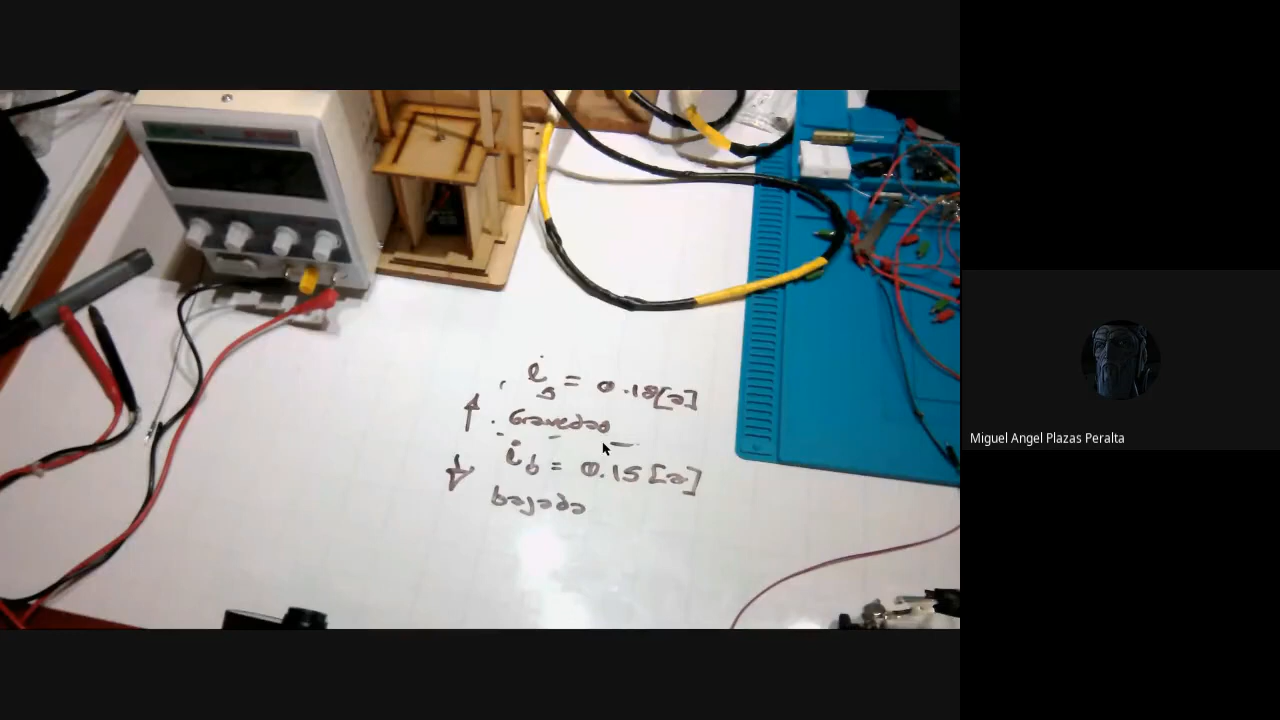 i_s = 0.18[a]
↑ . Gravedad
↓ i_b = 0.15[a]
bajada
Miguel Angel Plazas Peralta